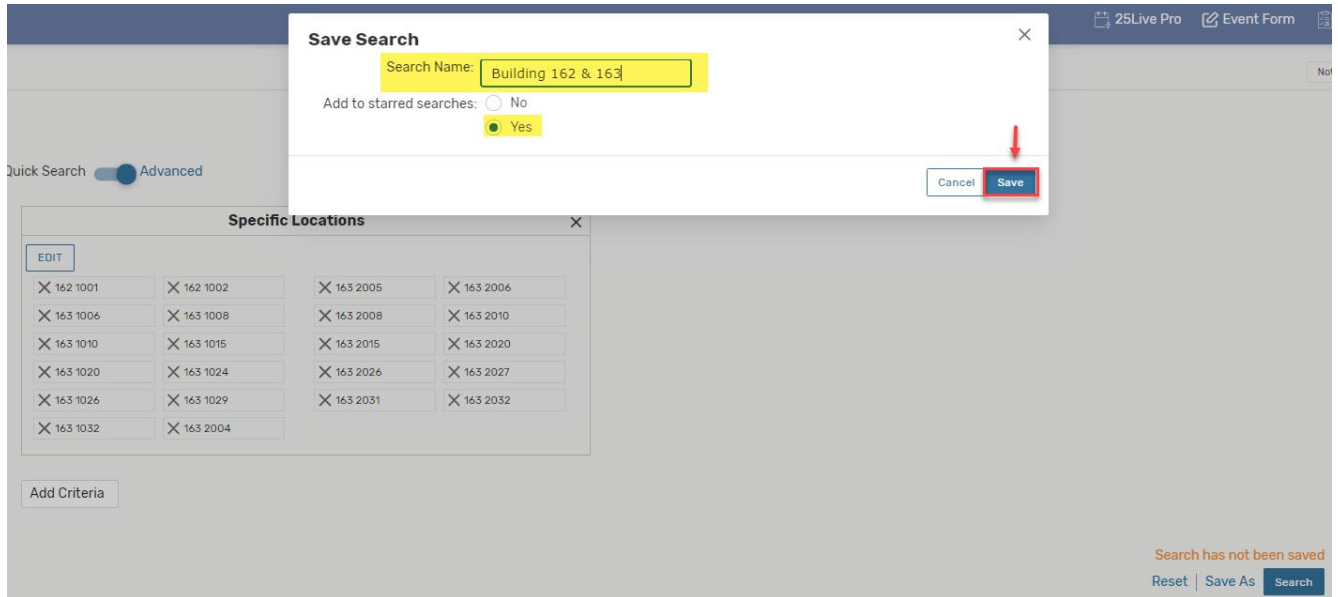 25Live Pro Event Form
Save Search
Search Name: Building 162 & 163
Add to starred searches: No
Yes
Quick Search Advanced
Cancel Save
Specific Locations
EDIT
162 1001 162 1002 163 2005 163 2006
163 1006 163 1008 163 2008 163 2010
163 1010 163 1015 163 2015 163 2020
163 1020 163 1024 163 2026 163 2027
163 1026 163 1029 163 2031 163 2032
163 1032 163 2004
Add Criteria
Search has not been saved
Reset Save As Search